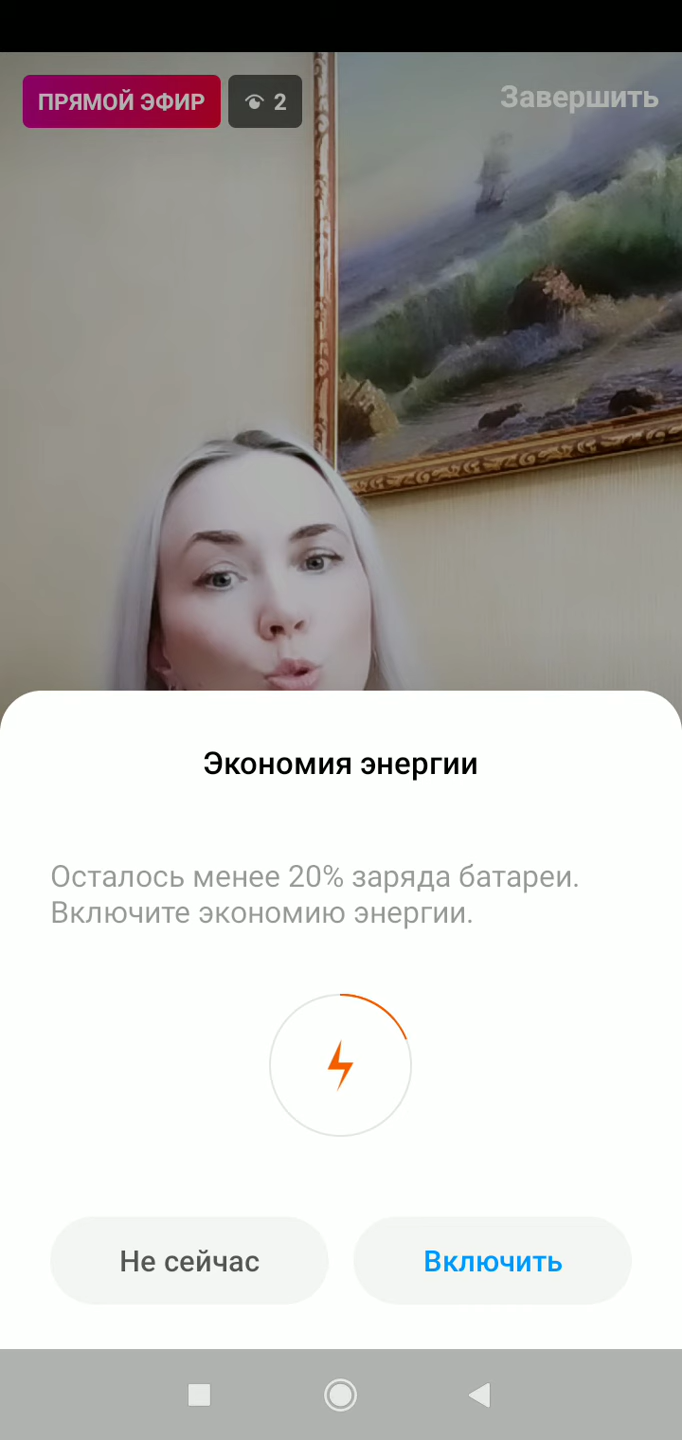 ПРЯМОЙ ЭФИР
2
Завершить
Экономия энергии
Осталось менее 20% заряда батареи.
Включите экономию энергии.
Не сейчас
Включить